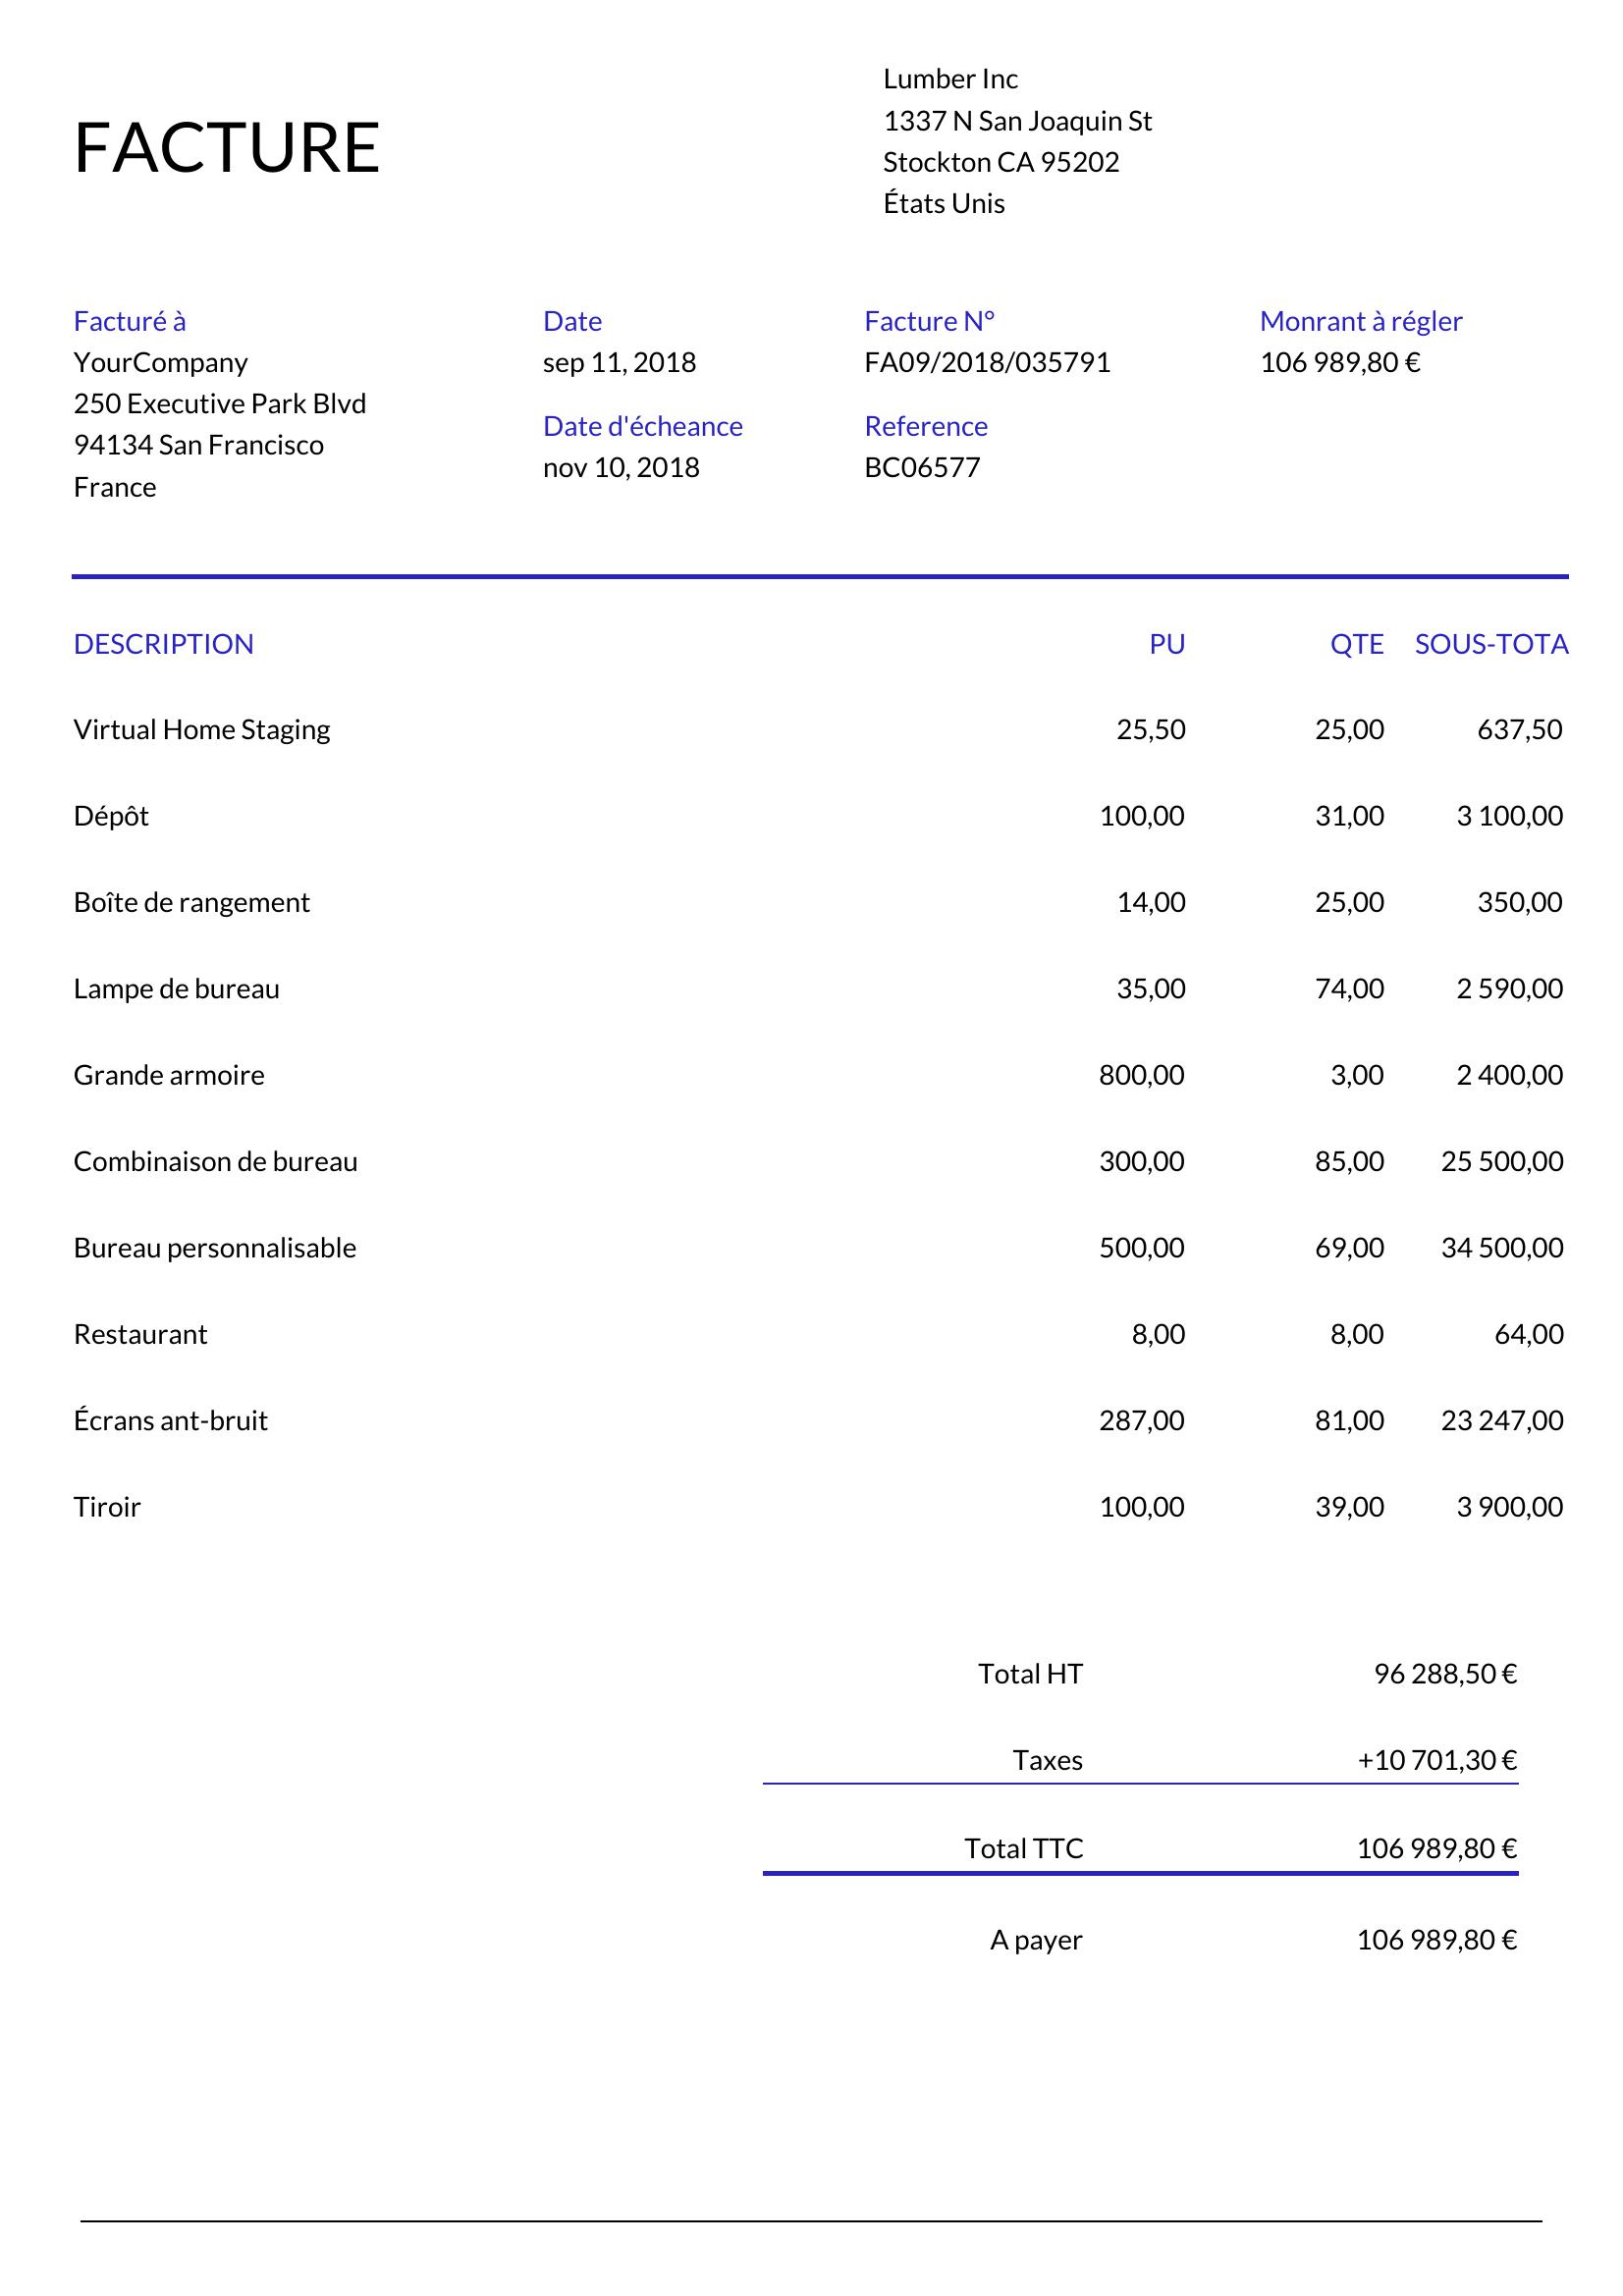 FACTURE
Lumber Inc
1337 N San Joaquin St
Stockton CA 95202
États Unis
Facturé à
YourCompany
250 Executive Park Blvd
94134 San Francisco
France
Date
sep 11, 2018
Date d'écheance
nov 10, 2018
Facture N°
FA09/2018/035791
Reference
BC06577
Monrant à régler
106 989,80 €
DESCRIPTION PU QTE SOUS-TOTA
Virtual Home Staging 25,50 25,00 637,50
Dépôt 100,00 31,00 3 100,00
Boîte de rangement 14,00 25,00 350,00
Lampe de bureau 35,00 74,00 2 590,00
Grande armoire 800,00 3,00 2 400,00
Combinaison de bureau 300,00 85,00 25 500,00
Bureau personnalisable 500,00 69,00 34 500,00
Restaurant 8,00 8,00 64,00
Écrans ant-bruit 287,00 81,00 23 247,00
Tiroir 100,00 39,00 3 900,00
Total HT 96 288,50 €
Taxes +10 701,30 €
Total TTC 106 989,80 €
A payer 106 989,80 €